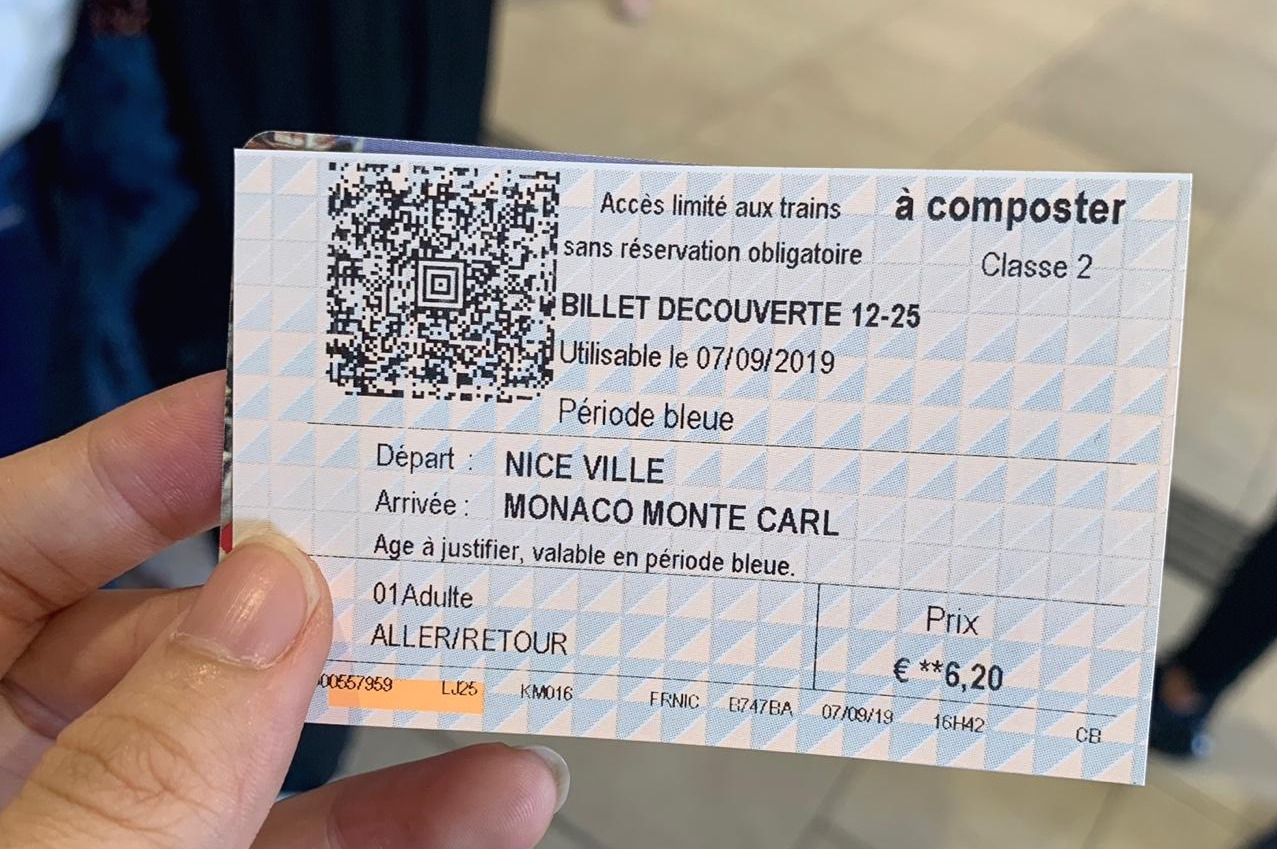 Accès limité aux trains
à composter
sans réservation obligatoire
Classe 2
BILLET DECOUVERTE 12-25
Utilisable le 07/09/2019
Période bleue
Départ : NICE VILLE
Arrivée : MONACO MONTE CARL
Age à justifier, valable en période bleue.
01Adulte
Prix
ALLER/RETOUR
€ **6,20
00557959 LJ25 KM016 FRNIC B747BA 07/09/19 16H42 CB